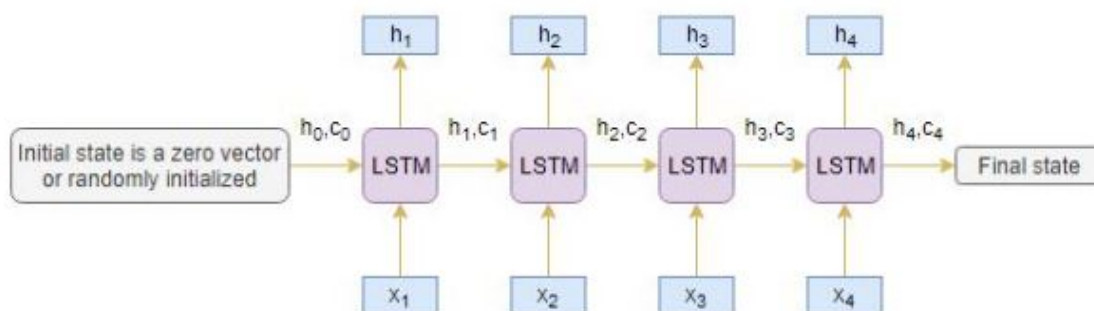 h₁ h₂ h₃ h₄
h₀,c₀ h₁,c₁ h₂,c₂ h₃,c₃ h₄,c₄
Initial state is a zero vector
or randomly initialized
LSTM LSTM LSTM LSTM
Final state
x₁ x₂ x₃ x₄